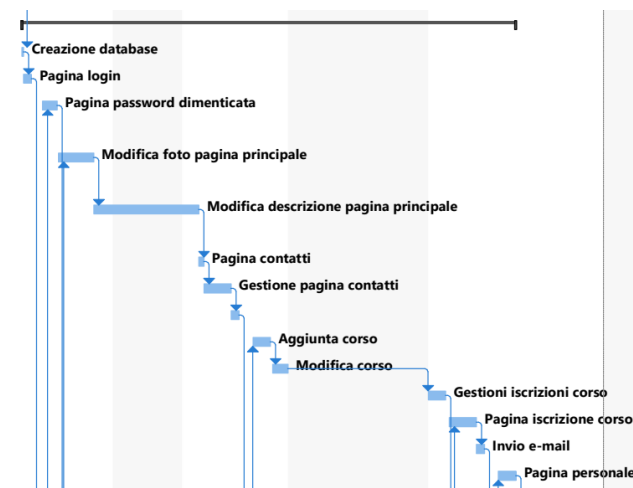 Creazione database
Pagina login
Pagina password dimenticata
Modifica foto pagina principale
Modifica descrizione pagina principale
Pagina contatti
Gestione pagina contatti
Aggiunta corso
Modifica corso
Gestioni iscrizioni corso
Pagina iscrizione corso
Invio e-mail
Pagina personale